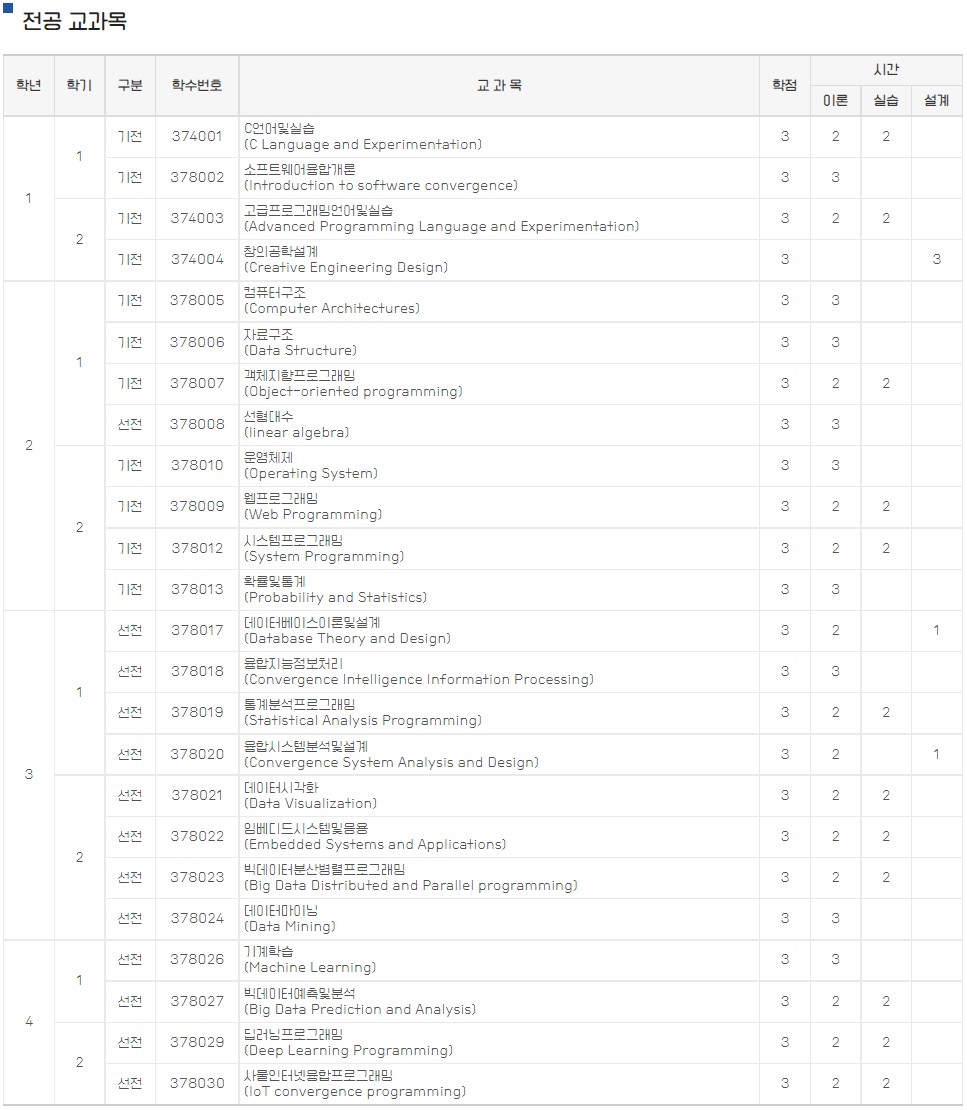 전공 교과목
학년 학기 구분 학수번호 교 과 목 학점 시간
이론 실습 설계
1 1 기전 374001 C언어및실습 3 2 2
(C Language and Experimentation)
기전 378002 소프트웨어융합개론 3 3
(Introduction to software convergence)
2 기전 374003 고급프로그래밍언어및실습 3 2 2
(Advanced Programming Language and Experimentation)
기전 374004 창의공학설계 3 3
(Creative Engineering Design)
2 1 기전 378005 컴퓨터구조 3 3
(Computer Architectures)
기전 378006 자료구조 3 3
(Data Structure)
기전 378007 객체지향프로그래밍 3 2 2
(Object-oriented programming)
선전 378008 선형대수 3 3
(linear algebra)
2 기전 378010 운영체제 3 3
(Operating System)
기전 378009 웹프로그래밍 3 2 2
(Web Programming)
기전 378012 시스템프로그래밍 3 2 2
(System Programming)
기전 378013 확률및통계 3 3
(Probability and Statistics)
3 1 선전 378017 데이터베이스이론및설계 3 2 1
(Database Theory and Design)
선전 378018 융합지능정보처리 3 3
(Convergence Intelligence Information Processing)
선전 378019 통계분석프로그래밍 3 2 2
(Statistical Analysis Programming)
선전 378020 융합시스템분석및설계 3 2 1
(Convergence System Analysis and Design)
2 선전 378021 데이터시각화 3 2 2
(Data Visualization)
선전 378022 임베디드시스템및응용 3 2 2
(Embedded Systems and Applications)
선전 378023 빅데이터분산병렬프로그래밍 3 2 2
(Big Data Distributed and Parallel programming)
선전 378024 데이터마이닝 3 3
(Data Mining)
4 1 선전 378026 기계학습 3 3
(Machine Learning)
선전 378027 빅데이터예측및분석 3 2 2
(Big Data Prediction and Analysis)
2 선전 378029 딥러닝프로그래밍 3 2 2
(Deep Learning Programming)
선전 378030 사물인터넷융합프로그래밍 3 2 2
(IoT convergence programming)